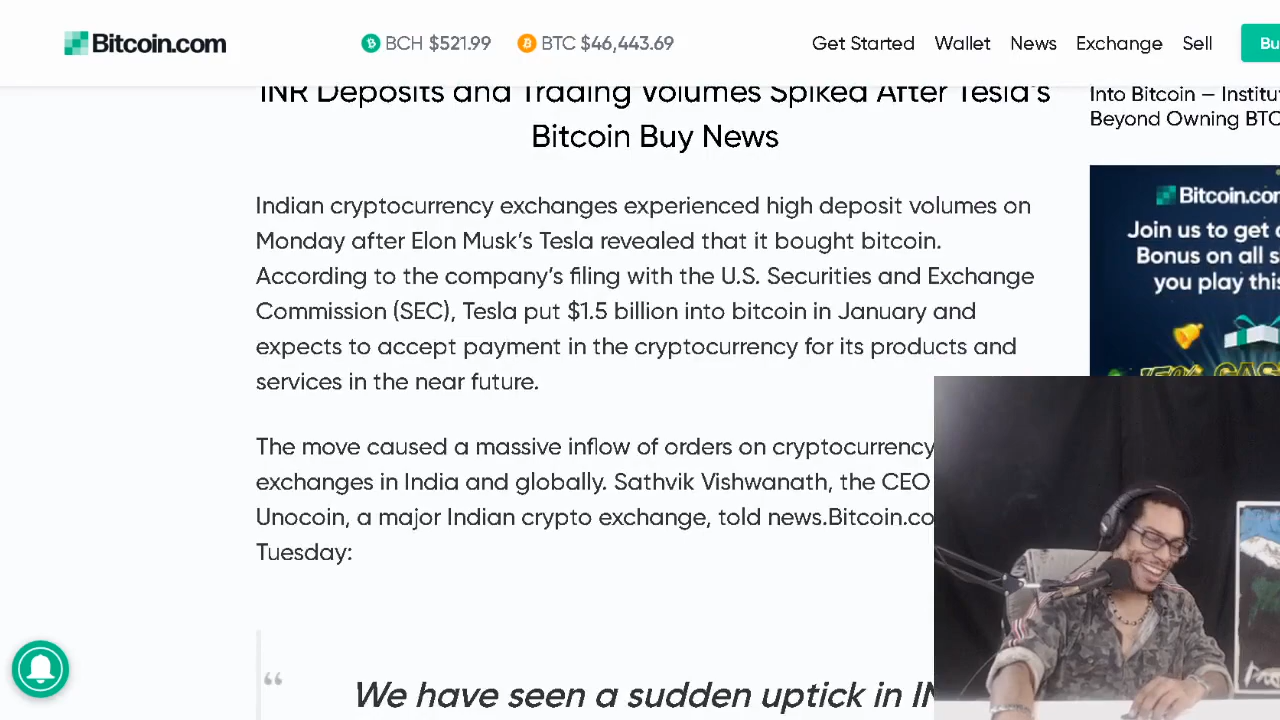 Bitcoin.com
BCH $521.99 BTC $46,443.69
Get Started Wallet News Exchange Sell
INR Deposits and Trading Volumes Spiked After Tesla's
Bitcoin Buy News
Indian cryptocurrency exchanges experienced high deposit volumes on
Monday after Elon Musk’s Tesla revealed that it bought bitcoin.
According to the company’s filing with the U.S. Securities and Exchange
Commission (SEC), Tesla put $1.5 billion into bitcoin in January and
expects to accept payment in the cryptocurrency for its products and
services in the near future.
The move caused a massive inflow of orders on cryptocurrency
exchanges in India and globally. Sathvik Vishwanath, the CEO
Unocoin, a major Indian crypto exchange, told news.Bitcoin.co
Tuesday:
“ We have seen a sudden uptick in
Into Bitcoin –
Beyond Owning BTC
Bitcoin.com
Join us to get
Bonus on all
you play this